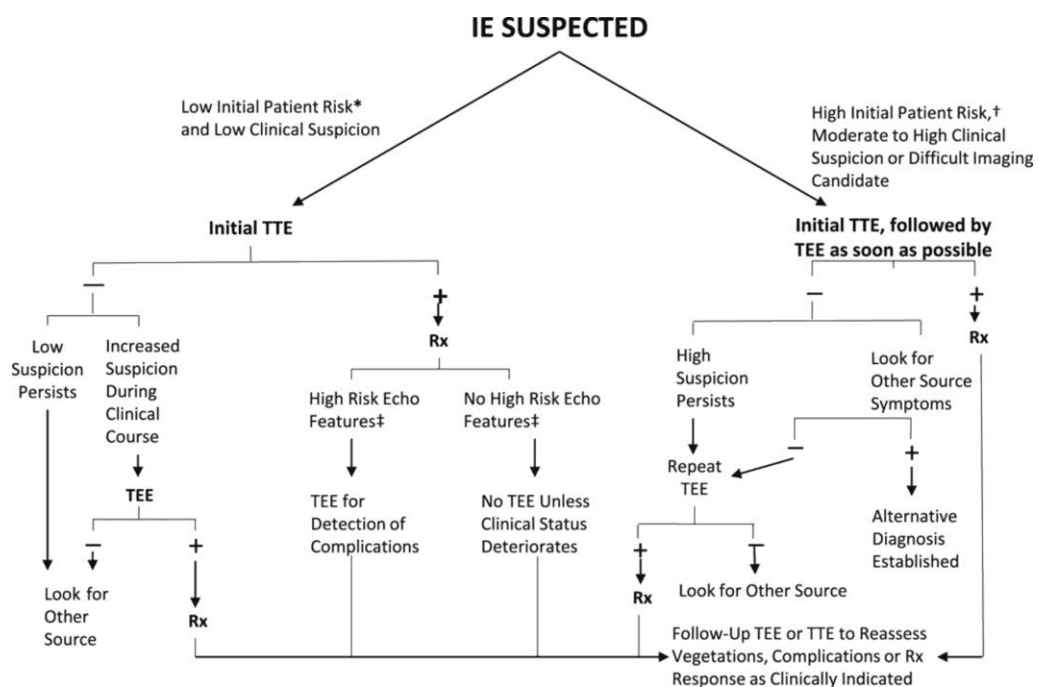 IE SUSPECTED
Low Initial Patient Risk*
and Low Clinical Suspicion
High Initial Patient Risk,†
Moderate to High Clinical
Suspicion or Difficult Imaging
Candidate
Initial TTE
Initial TTE, followed by
TEE as soon as possible
−
+
−
+
Rx
Rx
Low
Suspicion
Persists
Increased
Suspicion
During
Clinical
Course
High Risk Echo
Features‡
No High Risk Echo
Features‡
High
Suspicion
Persists
Look for
Other Source
Symptoms
−
+
TEE
TEE for
Detection of
Complications
No TEE Unless
Clinical Status
Deteriorates
Repeat
TEE
Alternative
Diagnosis
Established
−
+
+
−
Look for
Other
Source
Rx
Rx
Look for Other Source
Follow-Up TEE or TTE to Reassess
Vegetations, Complications or Rx
Response as Clinically Indicated